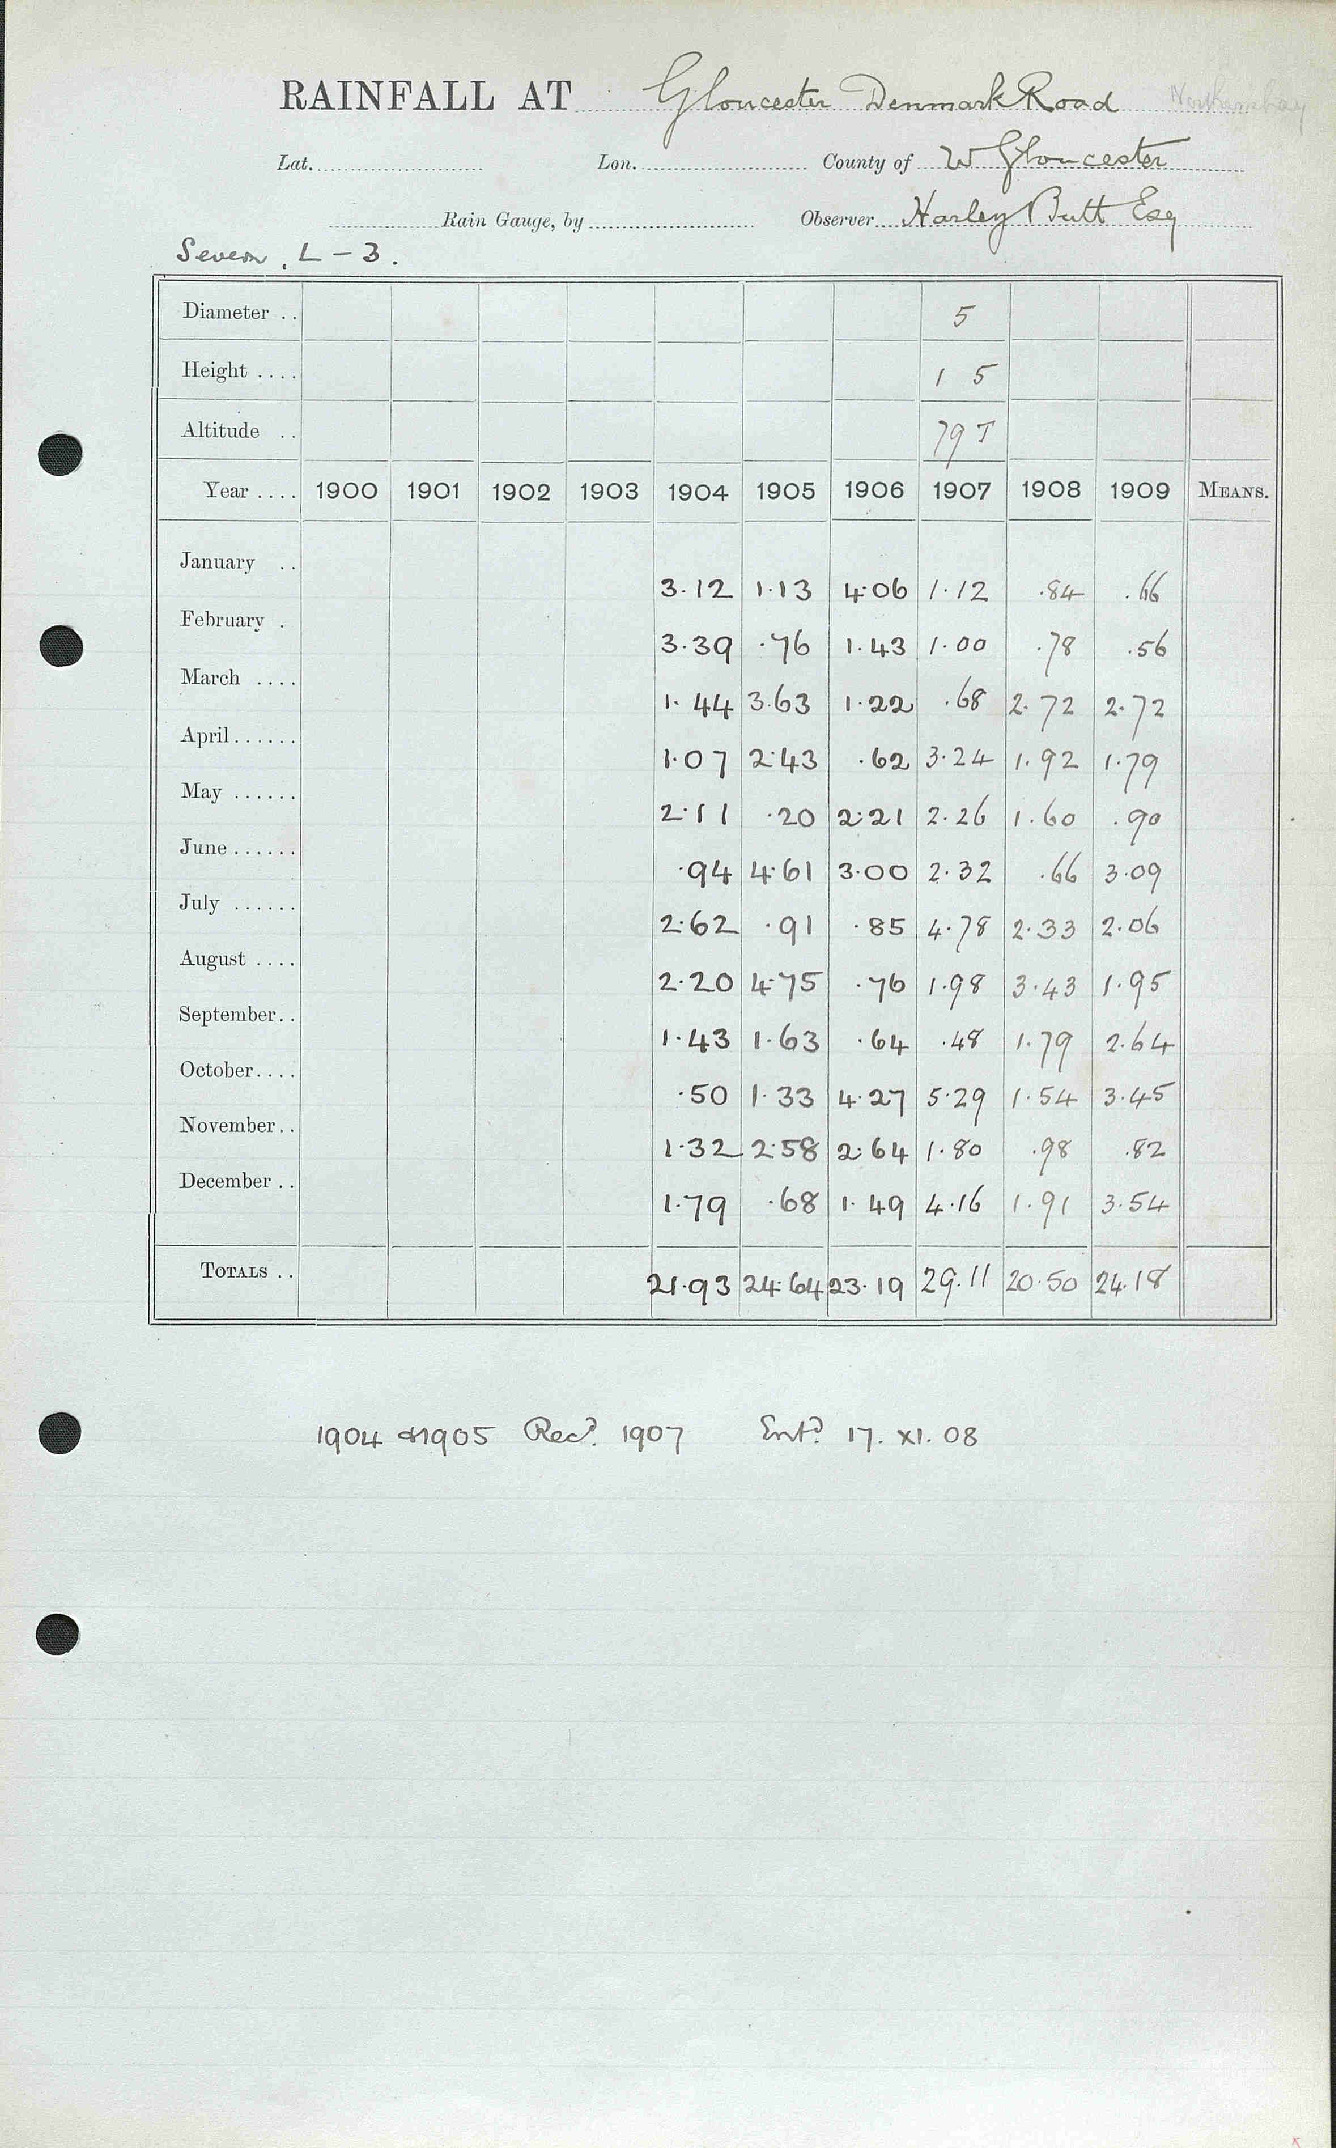 RAINFALL AT Gloucester Denmark Road
Lat. Lon. County of W Gloucester
Rain Gauge, by Observer Harley Butt Esq
Severn, L - 3.
Diameter .. 5
Height .... 1 5
Altitude .. 79 T
Year .... 1900 1901 1902 1903 1904 1905 1906 1907 1908 1909 MEANS.
January .. 3.12 1.13 4.06 1.12 .84 .66
February . 3.39 .76 1.43 1.00 .78 .56
March .... 1.44 3.63 1.22 .68 2.72 2.72
April ...... 1.07 2.43 .62 3.24 1.92 1.79
May ...... 2.11 .20 2.21 2.26 1.60 .90
June ...... .94 4.61 3.00 2.32 .66 3.09
July ...... 2.62 .91 .85 4.78 2.33 2.06
August .... 2.20 4.75 .76 1.98 3.43 1.95
September.. 1.43 1.63 .64 .48 1.79 2.64
October.... .50 1.33 4.27 5.29 1.54 3.45
November.. 1.32 2.58 2.64 1.80 .98 .82
December .. 1.79 .68 1.49 4.16 1.91 3.54
TOTALS .. 21.93 24.64 23.19 29.11 20.50 24.18
1904 & 1905 Recd. 1907 Entd. 17. XI. 08